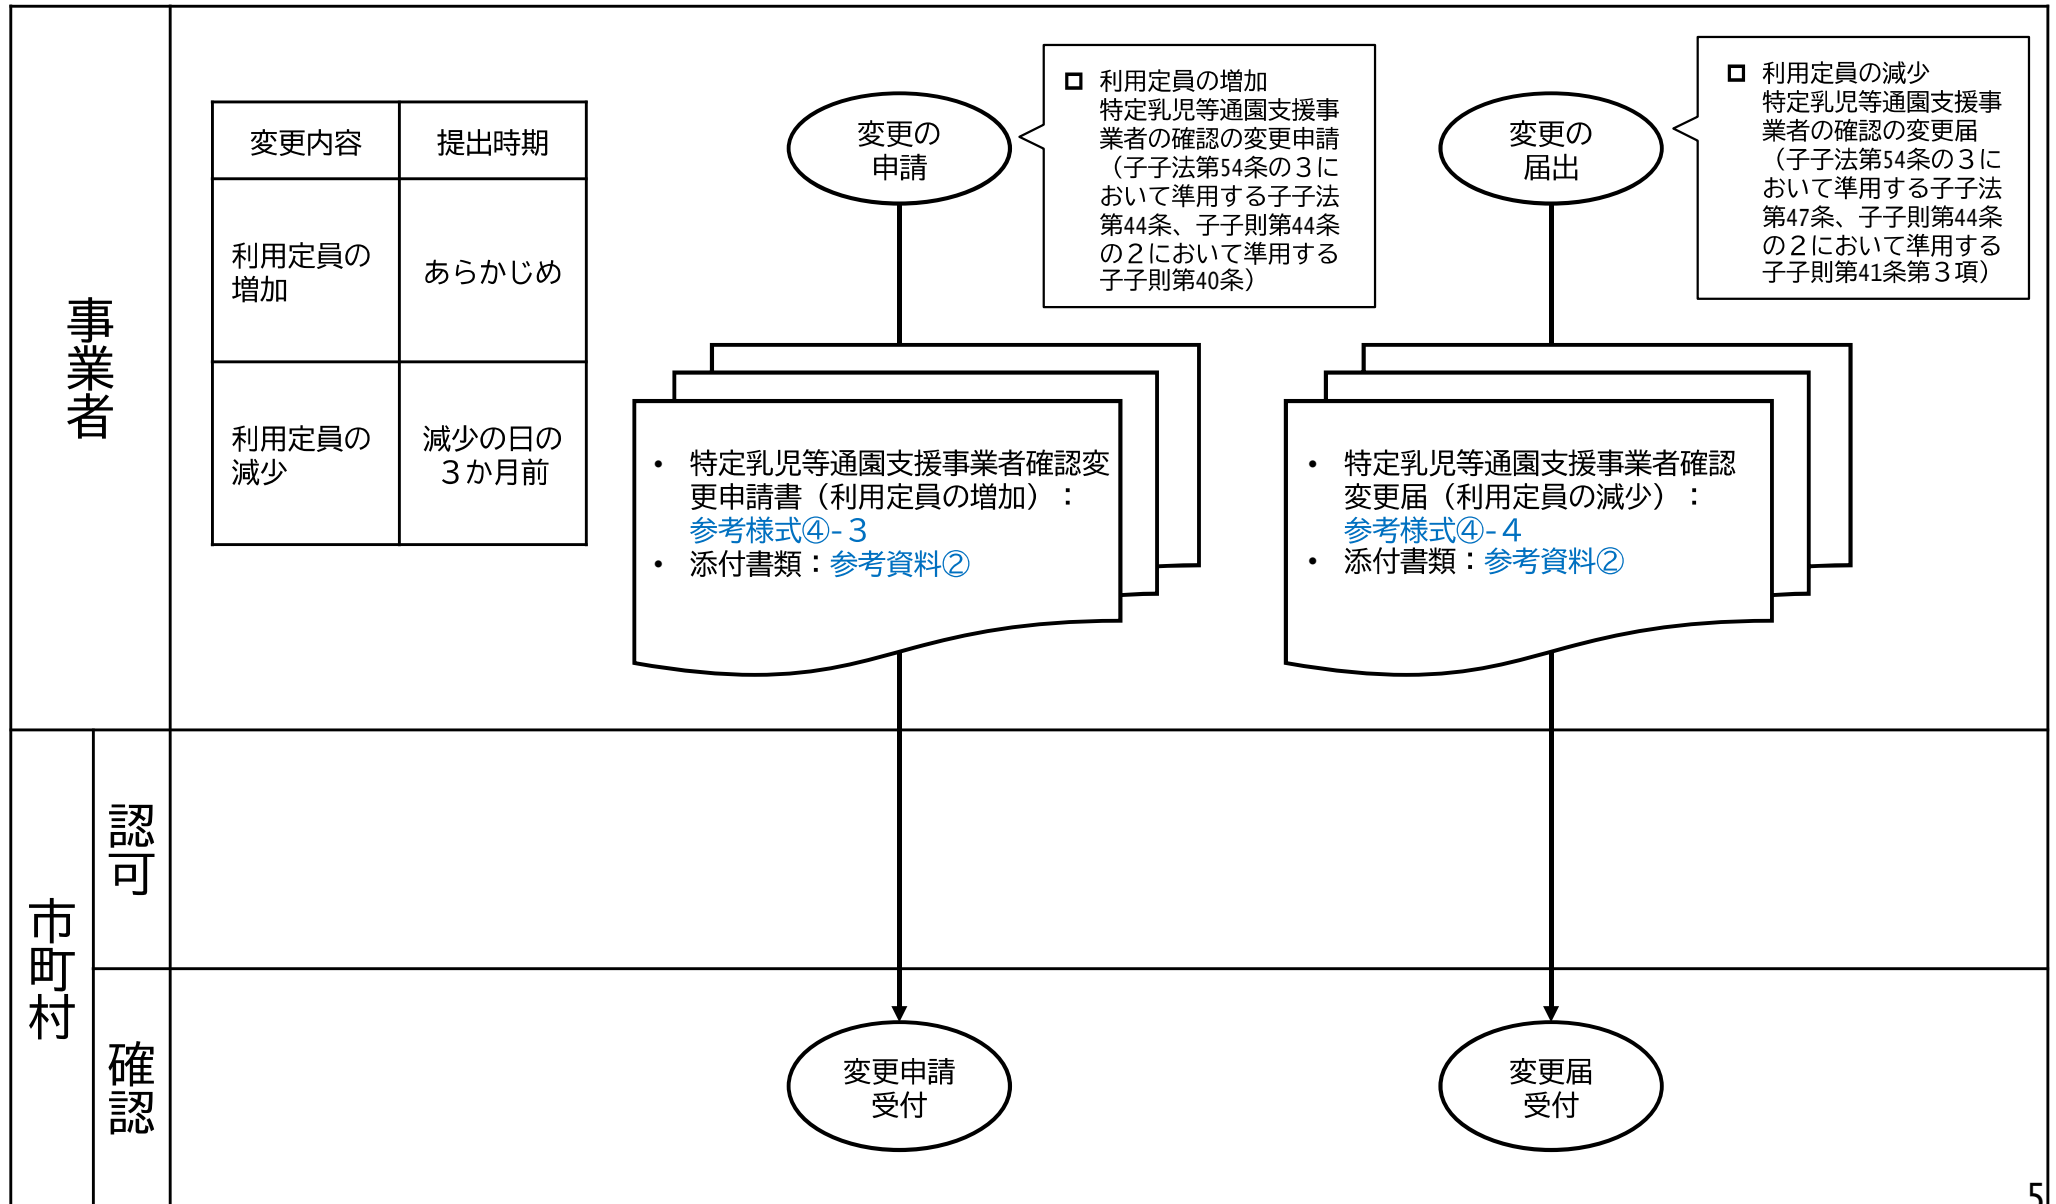 事業者
変更内容
提出時期
利用定員の
増加
あらかじめ
利用定員の
減少
減少の日の
３か月前
変更の
申請
利用定員の増加
特定乳児等通園支援事
業者の確認の変更申請
（子子法第54条の３に
おいて準用する子子法
第44条、子子則第44条
の２において準用する
子子則第40条）
変更の
届出
利用定員の減少
特定乳児等通園支援事
業者の確認の変更届
（子子法第54条の３に
おいて準用する子子法
第47条、子子則第44条
の２において準用する
子子則第41条第３項）
• 特定乳児等通園支援事業者確認変
更申請書（利用定員の増加）：
参考様式④-３
• 添付書類：参考資料②
• 特定乳児等通園支援事業者確認
変更届（利用定員の減少）：
参考様式④-４
• 添付書類：参考資料②
市町村
認可
確認
変更申請
受付
変更届
受付
5